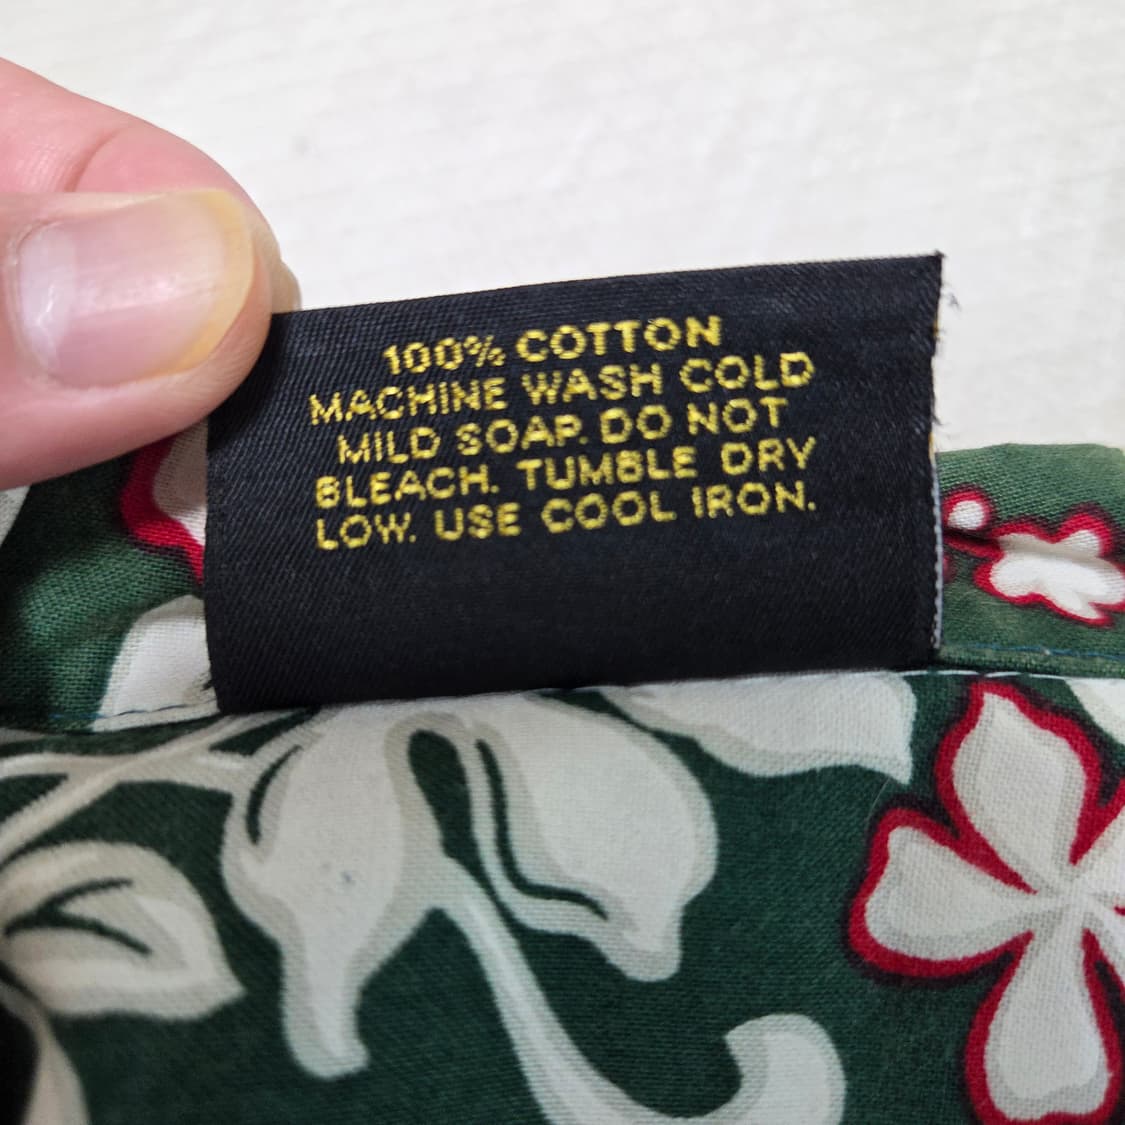 100% COTTON
MACHINE WASH COLD
MILD SOAP. DO NOT
BLEACH. TUMBLE DRY
LOW. USE COOL IRON.